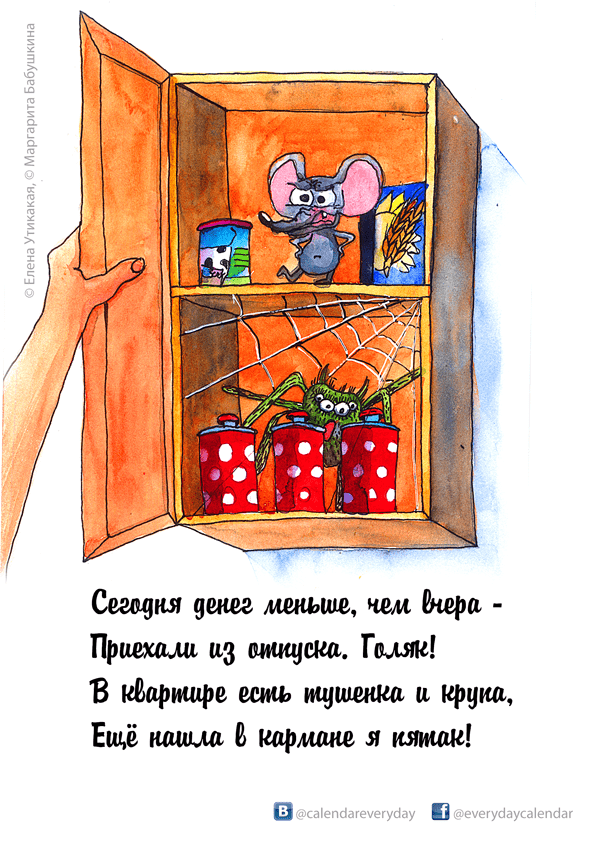 © Елена Утикакая, © Маргарита Бабушкина
Сегодня денег меньше, чем вчера -
Приехали из отпуска. Голяк!
В квартире есть тушенка и крупа,
Ещё нашла в кармане я пятак!
B @calendareveryday f @everydaycalendar